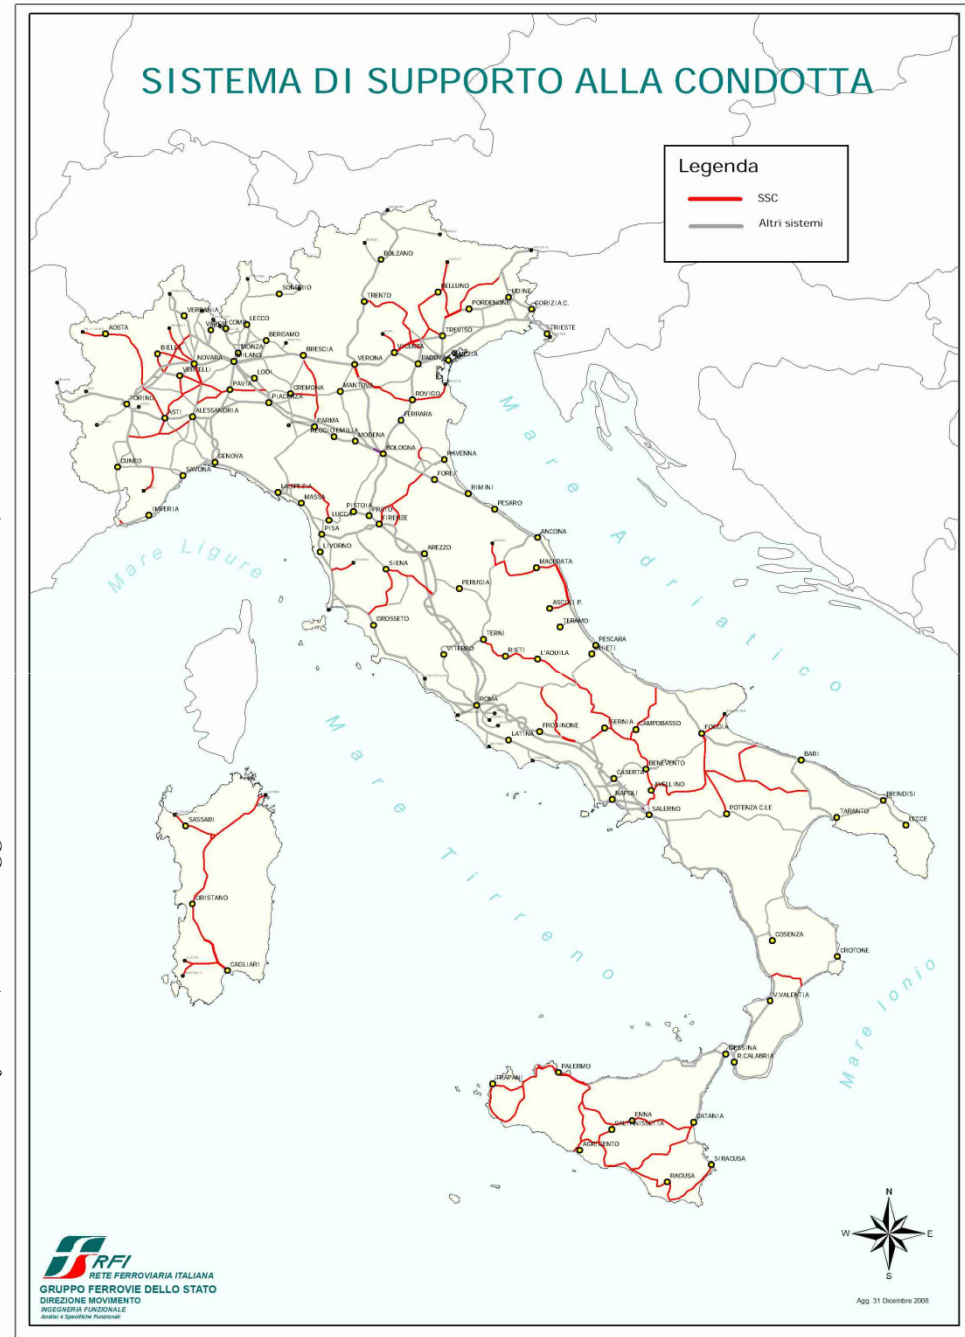 SISTEMA DI SUPPORTO ALLA CONDOTTA
Legenda
SSC
Altri sistemi
BOLZANO
SONDRIO
TRENTO
BELLUNO
UDINE
PORDENONE
GORIZIA C.
VERBANIA
LECCO
COMO
VARESE
AOSTA
TREVISO
TRIESTE
BERGAMO
BIELLA
MONZA
MILANO
BRESCIA
VICENZA
VERONA
PADOVA
VENEZIA
NOVARA
VERCELLI
LODI
PAVIA
CREMONA
MANTOVA
TORINO
PIACENZA
ROVIGO
ASTI
ALESSANDRIA
PARMA
FERRARA
REGGIO EMILIA
MODENA
BOLOGNA
CUNEO
GENOVA
RAVENNA
SAVONA
FORLI'
LA SPEZIA
RIMINI
MASSA
IMPERIA
PISTOIA
PRATO
LUCCA
FIRENZE
PESARO
PISA
ANCONA
LIVORNO
AREZZO
SIENA
MACERATA
PERUGIA
ASCOLI P.
GROSSETO
TERAMO
TERNI
PESCARA
VITERBO
RIETI
L'AQUILA
CHIETI
ROMA
FROSINONE
LATINA
ISERNIA
CAMPOBASSO
FOGGIA
BARI
BENEVENTO
CASERTA
AVELLINO
NAPOLI
SALERNO
POTENZA C.LE
TARANTO
BRINDISI
LECCE
SASSARI
ORISTANO
CAGLIARI
COSENZA
CROTONE
V.VALENTIA
MESSINA
R.CALABRIA
PALERMO
TRAPANI
ENNA
CALTANISSETTA
CATANIA
AGRIGENTO
SIRACUSA
RAGUSA
Mare Ligure
Mare Adriatico
Mare Tirreno
Mare Ionio
N
W
E
S
RFI
RETE FERROVIARIA ITALIANA
GRUPPO FERROVIE DELLO STATO
DIREZIONE MOVIMENTO
INGEGNERIA FUNZIONALE
Analisi e Specifiche Funzionali
Agg. 31 Dicembre 2008